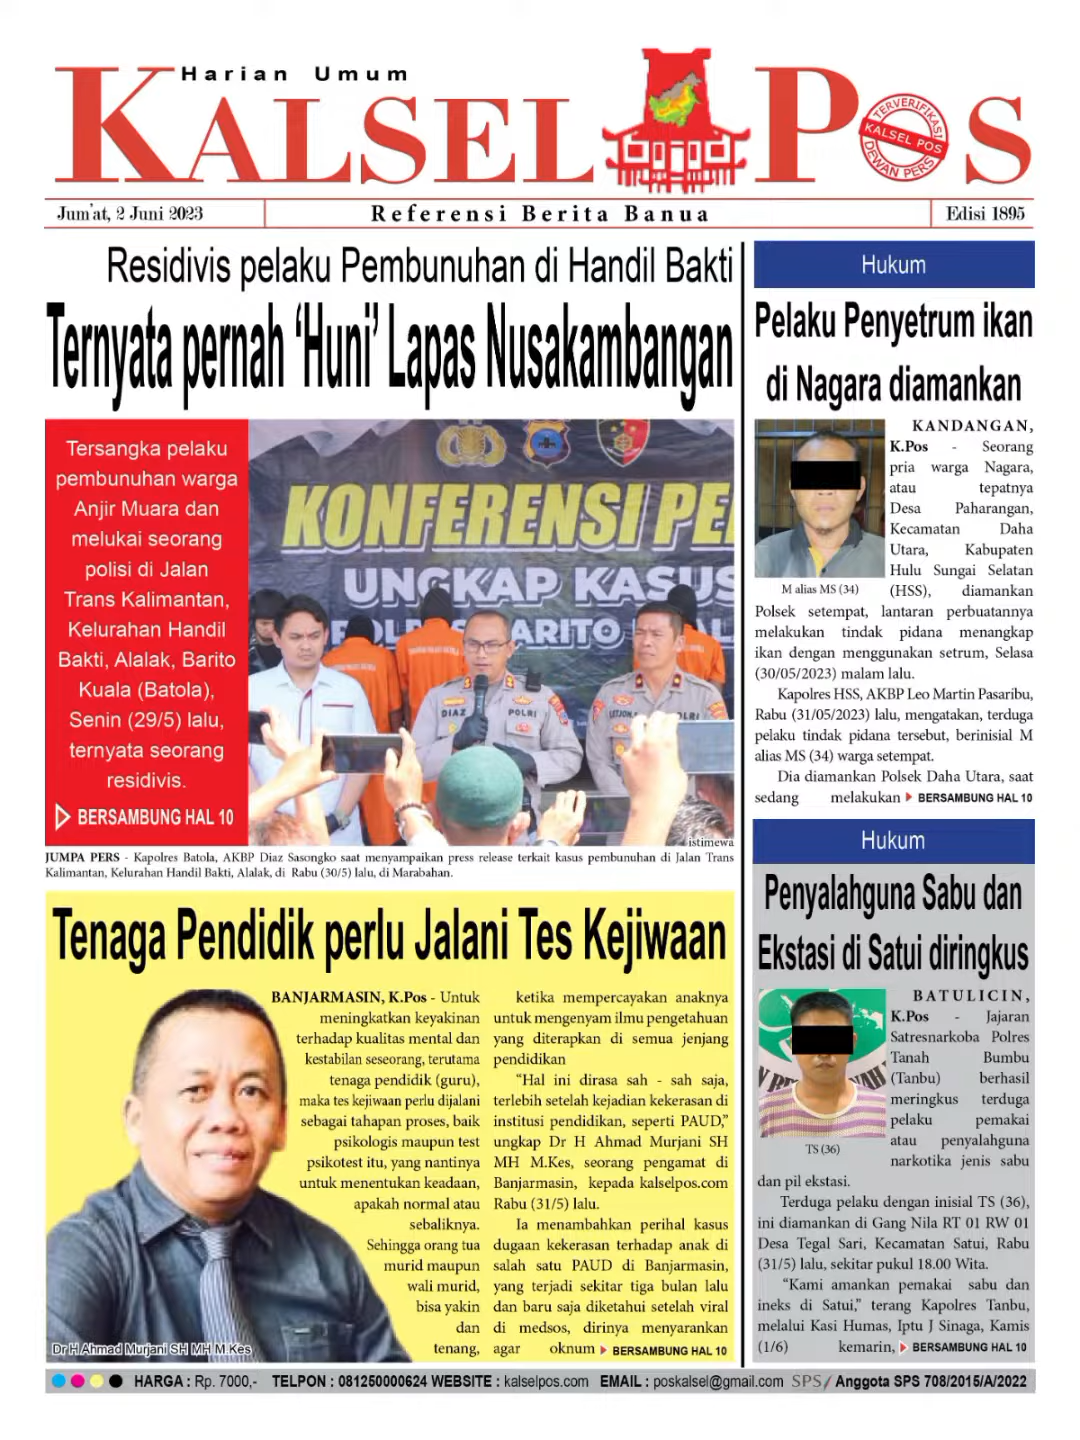 Harian Umum
KALSEL POS
TERVERIFIKASI
KALSEL POS
DEWAN PERS
Jum'at, 2 Juni 2023
Referensi Berita Banua
Edisi 1895
Residivis pelaku Pembunuhan di Handil Bakti
Ternyata pernah 'Huni' Lapas Nusakambangan
Tersangka pelaku
pembunuhan warga
Anjir Muara dan
melukai seorang
polisi di Jalan
Trans Kalimantan,
Kelurahan Handil
Bakti, Alalak, Barito
Kuala (Batola),
Senin (29/5) lalu,
ternyata seorang
residivis.
BERSAMBUNG HAL 10
KONFERENSI PE
UNGKAP KASUS
DIAZ
POLRI
istimewa
JUMPA PERS - Kapolres Batola, AKBP Diaz Sasongko saat menyampaikan press release terkait kasus pembunuhan di Jalan Trans
Kalimantan, Kelurahan Handil Bakti, Alalak, di Rabu (30/5) lalu, di Marabahan.
Tenaga Pendidik perlu Jalani Tes Kejiwaan
BANJARMASIN, K.Pos - Untuk
meningkatkan keyakinan
terhadap kualitas mental dan
kestabilan seseorang, terutama
tenaga pendidik (guru),
maka tes kejiwaan perlu dijalani
sebagai tahapan proses, baik
psikologis maupun test
psikotest itu, yang nantinya
untuk menentukan keadaan,
apakah normal atau
sebaliknya.
Sehingga orang tua
murid maupun
wali murid,
bisa yakin
dan
tenang,
Dr H Ahmad Murjani SH MH M.Kes
ketika mempercayakan anaknya
untuk mengenyam ilmu pengetahuan
yang diterapkan di semua jenjang
pendidikan
"Hal ini dirasa sah - sah saja,
terlebih setelah kejadian kekerasan di
institusi pendidikan, seperti PAUD,"
ungkap Dr H Ahmad Murjani SH
MH M.Kes, seorang pengamat di
Banjarmasin, kepada kalselpos.com
Rabu (31/5) lalu.
Ia menambahkan perihal kasus
dugaan kekerasan terhadap anak di
salah satu PAUD di Banjarmasin,
yang terjadi sekitar tiga bulan lalu
dan baru saja diketahui setelah viral
di medsos, dirinya menyarankan
agar oknum BERSAMBUNG HAL 10
Hukum
Pelaku Penyetrum ikan
di Nagara diamankan
M alias MS (34)
KANDANGAN,
K.Pos - Seorang
pria warga Nagara,
atau tepatnya
Desa Paharangan,
Kecamatan Daha
Utara, Kabupaten
Hulu Sungai Selatan
(HSS), diamankan
Polsek setempat, lantaran perbuatannya
melakukan tindak pidana menangkap
ikan dengan menggunakan setrum, Selasa
(30/05/2023) malam lalu.
Kapolres HSS, AKBP Leo Martin Pasaribu,
Rabu (31/05/2023) lalu, mengatakan, terduga
pelaku tindak pidana tersebut, berinisial M
alias MS (34) warga setempat.
Dia diamankan Polsek Daha Utara, saat
sedang melakukan BERSAMBUNG HAL 10
Hukum
Penyalahguna Sabu dan
Ekstasi di Satui diringkus
TS (36)
BATULICIN,
K.Pos - Jajaran
Satresnarkoba Polres
Tanah Bumbu
(Tanbu) berhasil
meringkus terduga
pelaku pemakai
atau penyalahguna
narkotika jenis sabu
dan pil ekstasi.
Terduga pelaku dengan inisial TS (36),
ini diamankan di Gang Nila RT 01 RW 01
Desa Tegal Sari, Kecamatan Satui, Rabu
(31/5) lalu, sekitar pukul 18.00 Wita.
"Kami amankan pemakai sabu dan
ineks di Satui," terang Kapolres Tanbu,
melalui Kasi Humas, Iptu J Sinaga, Kamis
(1/6) kemarin, BERSAMBUNG HAL 10
HARGA : Rp. 7000,- TELPON : 081250000624 WEBSITE : kalselpos.com EMAIL : poskalsel@gmail.com SPS Anggota SPS 708/2015/A/2022